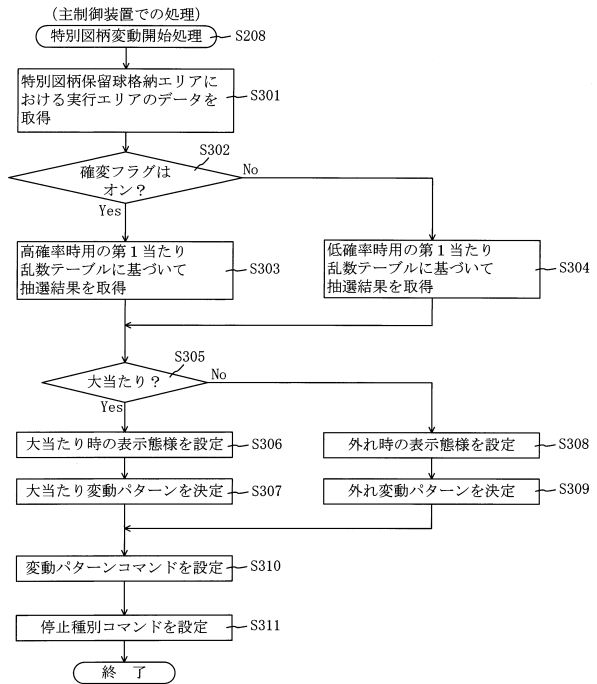 (主制御装置での処理)
特別図柄変動開始処理
S208
特別図柄保留球格納エリアに
おける実行エリアのデータを
取得
S301
S302
確変フラグは
オン?
No
Yes
高確率時用の第1当たり
乱数テーブルに基づいて
抽選結果を取得
S303
低確率時用の第1当たり
乱数テーブルに基づいて
抽選結果を取得
S304
S305
大当たり?
No
Yes
大当たり時の表示態様を設定
S306
外れ時の表示態様を設定
S308
大当たり変動パターンを決定
S307
外れ変動パターンを決定
S309
変動パターンコマンドを設定
S310
停止種別コマンドを設定
S311
終 了